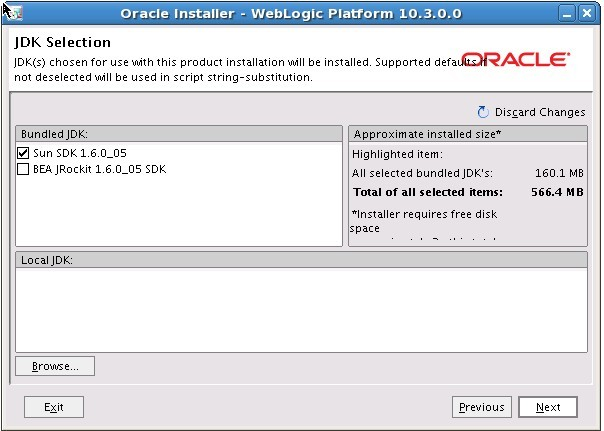 Oracle Installer - WebLogic Platform 10.3.0.0
JDK Selection
JDK(s) chosen for use with this product installation will be installed. Supported defaults if
not deselected will be used in script string-substitution.
ORACLE
Discard Changes
Bundled JDK:
Sun SDK 1.6.0_05
BEA JRockit 1.6.0_05 SDK
Approximate installed size*
Highlighted item:
All selected bundled JDK's: 160.1 MB
Total of all selected items: 566.4 MB
*Installer requires free disk
space
Local JDK:
Browse...
Exit
Previous
Next